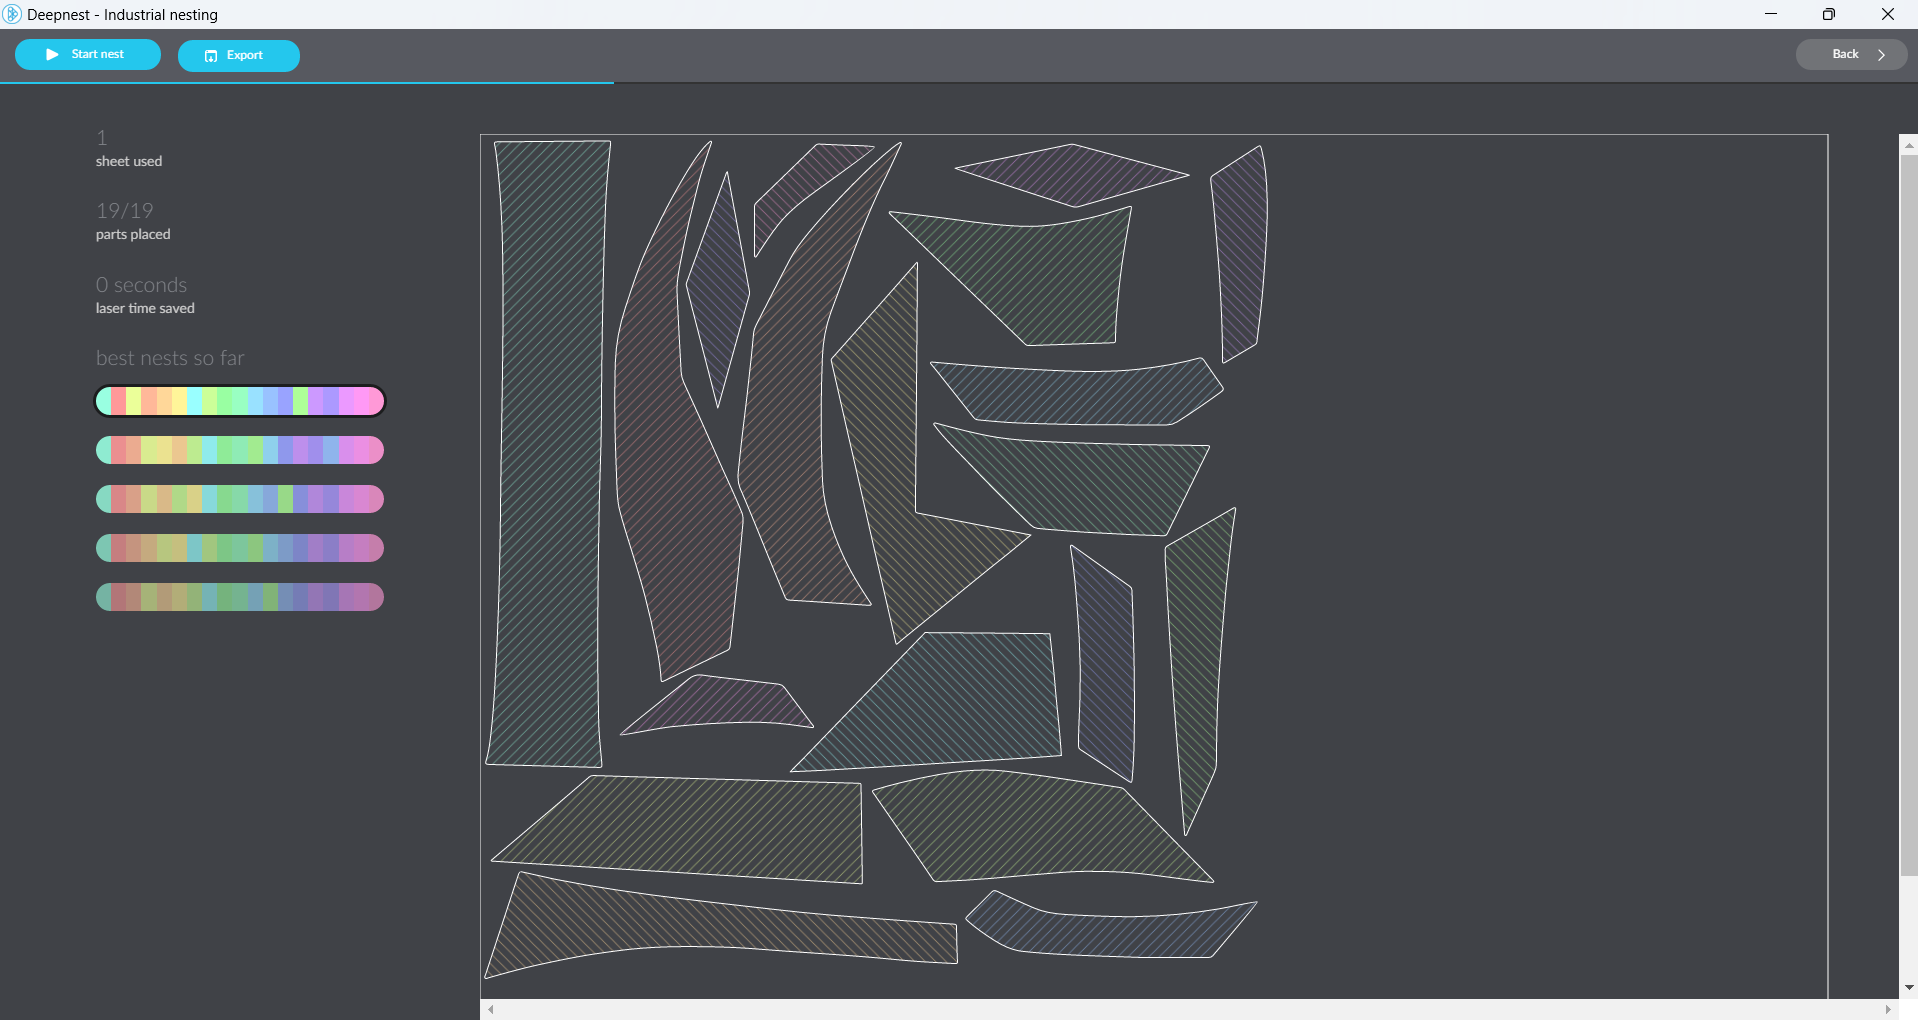 Deepnest - Industrial nesting
Start nest
Export
Back
1
sheet used
19/19
parts placed
0 seconds
laser time saved
best nests so far